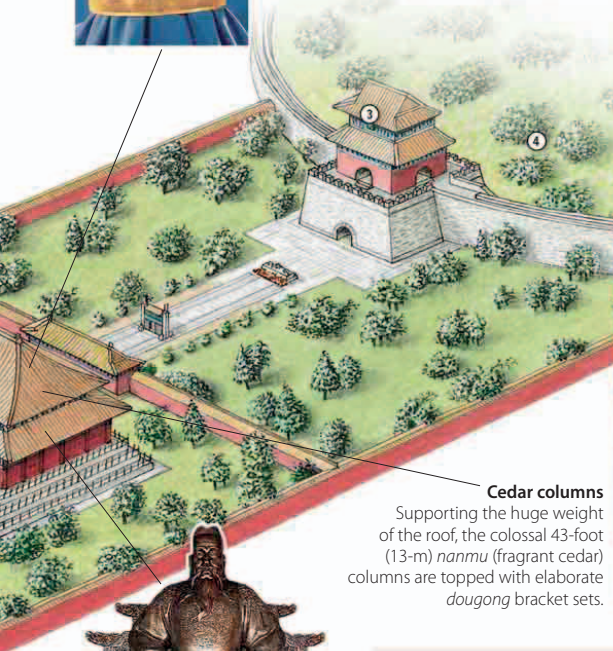 3
4
Cedar columns
Supporting the huge weight
of the roof, the colossal 43-foot
(13-m) nanmu (fragrant cedar)
columns are topped with elaborate
dougong bracket sets.